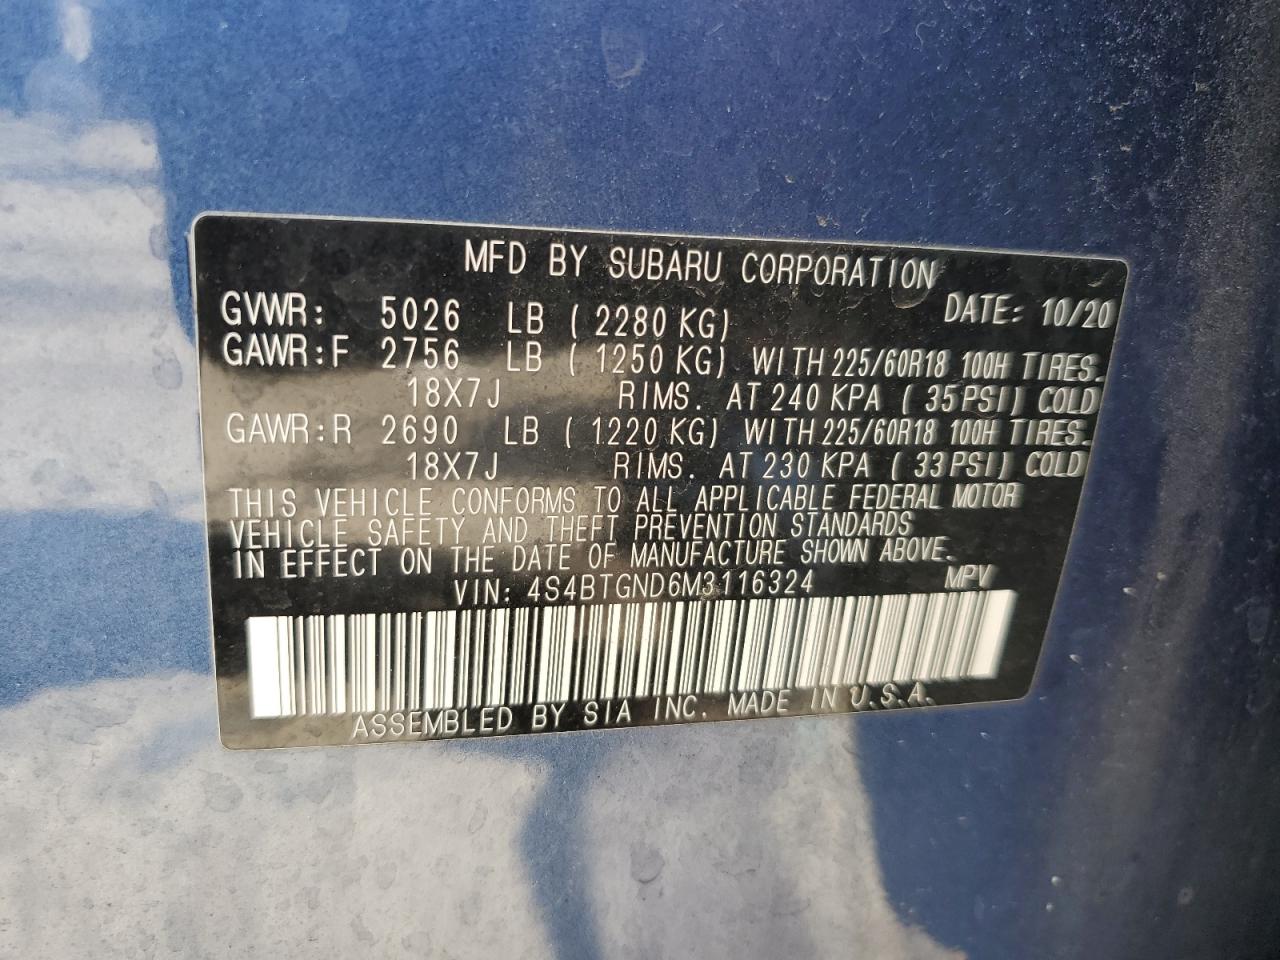 MFD BY SUBARU CORPORATION
DATE: 10/20
GVWR: 5026 LB ( 2280 KG)
GAWR:F 2756 LB ( 1250 KG) WITH 225/60R18 100H TIRES.
18X7J RIMS. AT 240 KPA ( 35PSI) COLD
GAWR:R 2690 LB ( 1220 KG) WITH 225/60R18 100H TIRES.
18X7J RIMS. AT 230 KPA ( 33PSI) COLD
THIS VEHICLE CONFORMS TO ALL APPLICABLE FEDERAL MOTOR
VEHICLE SAFETY AND THEFT PREVENTION STANDARDS
IN EFFECT ON THE DATE OF MANUFACTURE SHOWN ABOVE.
VIN: 4S4BTGND6M3116324 MPV
ASSEMBLED BY SIA INC. MADE IN U.S.A.